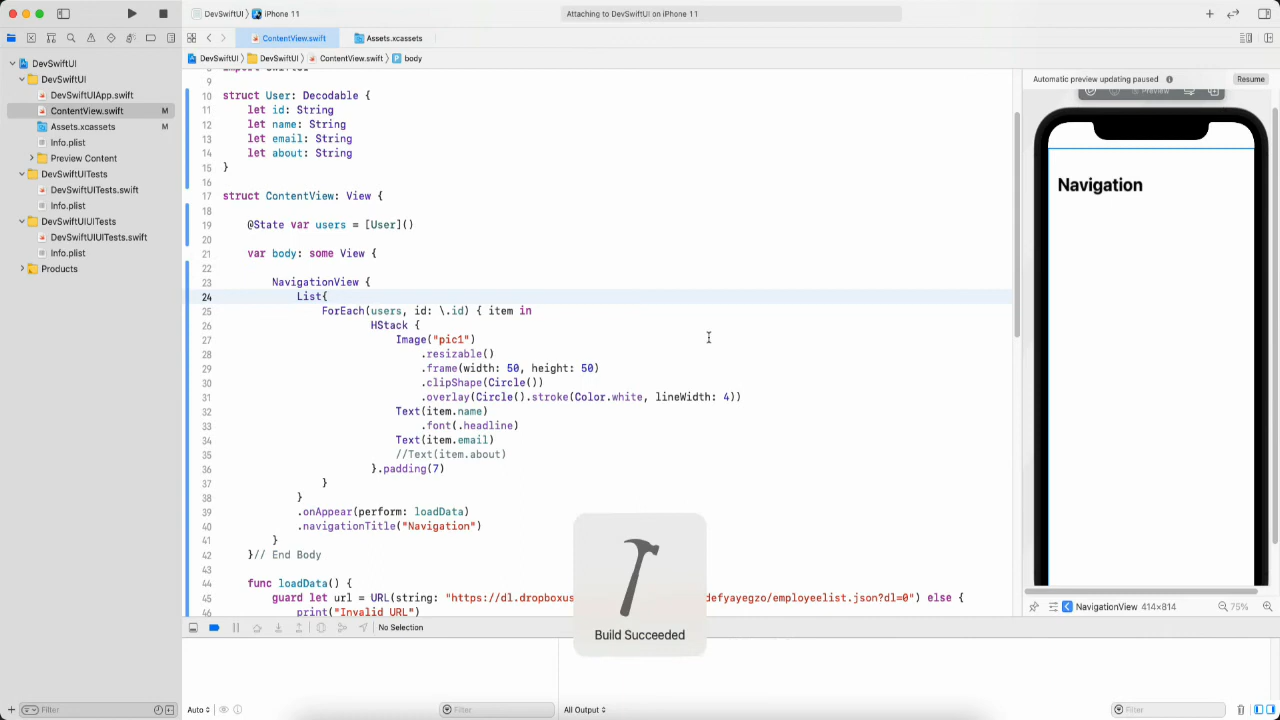 DevSwiftUI
iPhone 11
Attaching to DevSwiftUI on iPhone 11
ContentView.swift
Assets.xcassets
DevSwiftUI
DevSwiftUI
ContentView.swift
P body
DevSwiftUI
DevSwiftUI
DevSwiftUIApp.swift
ContentView.swift M
Assets.xcassets M
Info.plist
Preview Content
DevSwiftUITests
DevSwiftUITests.swift
Info.plist
DevSwiftUIUITests
DevSwiftUIUITests.swift
Info.plist
Products
9
10 struct User: Decodable {
11 let id: String
12 let name: String
13 let email: String
14 let about: String
15 }
16
17 struct ContentView: View {
18
19 @State var users = [User]()
20
21 var body: some View {
22
23 NavigationView {
24 List{
25 ForEach(users, id: \.id) { item in
26 HStack {
27 Image("pic1")
28 .resizable()
29 .frame(width: 50, height: 50)
30 .clipShape(Circle())
31 .overlay(Circle().stroke(Color.white, lineWidth: 4))
32 Text(item.name)
33 .font(.headline)
34 Text(item.email)
35 //Text(item.about)
36 }.padding(7)
37 }
38 }
39 .onAppear(perform: loadData)
40 .navigationTitle("Navigation")
41 }
42 }// End Body
43
44 func loadData() {
45 guard let url = URL(string: "https://dl.dropboxus defyayegzo/employeelist.json?dl=0") else {
46 print("Invalid URL")
Build Succeeded
Automatic preview updating paused
Resume
Preview
Navigation
NavigationView 414×814
75%
No Selection
Filter
Auto
Filter
All Output
Filter